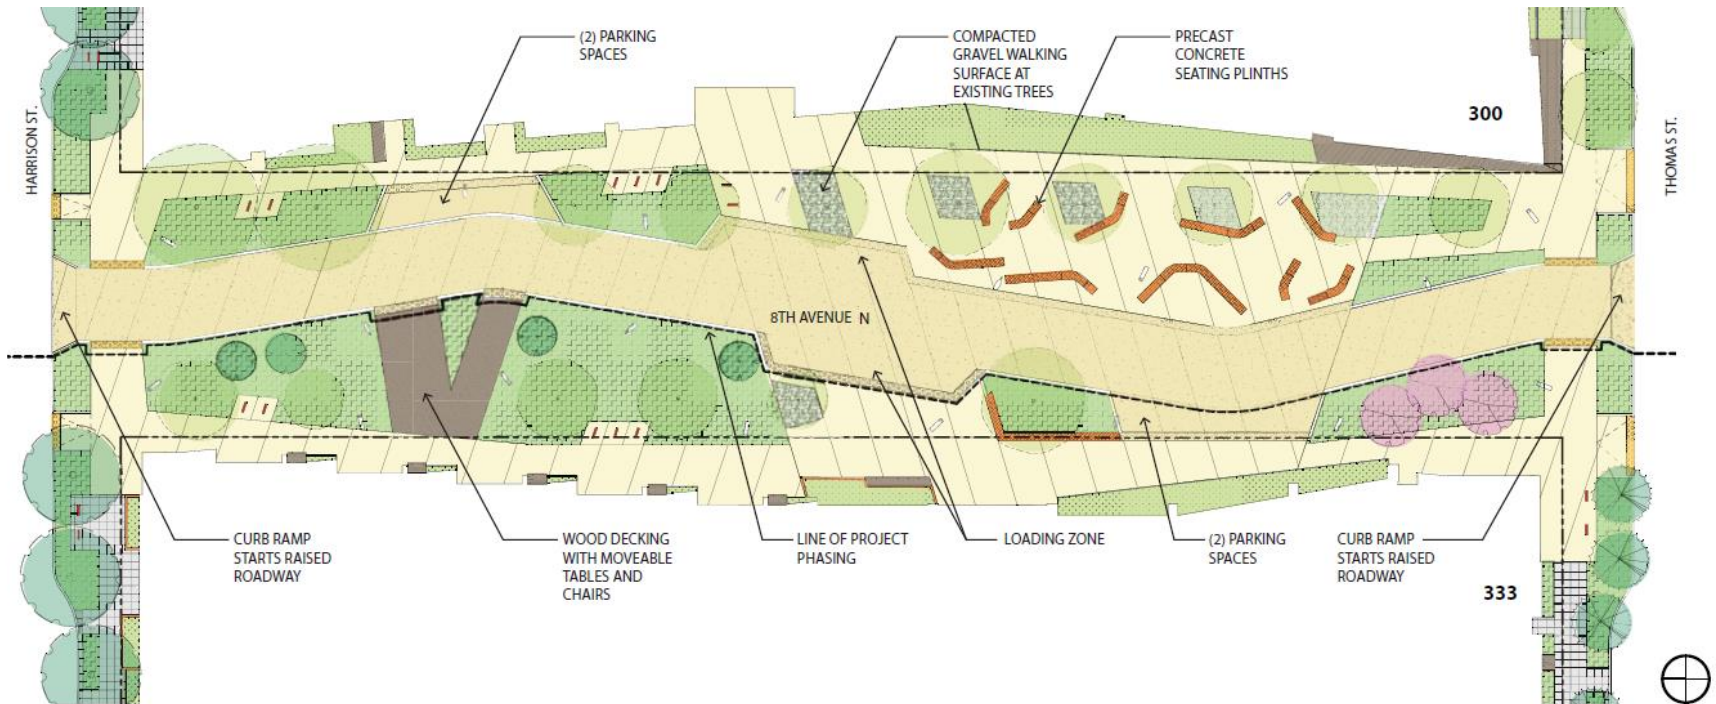 (2) PARKING
SPACES
COMPACTED
GRAVEL WALKING
SURFACE AT
EXISTING TREES
PRECAST
CONCRETE
SEATING PLINTHS
300
HARRISON ST.
THOMAS ST.
8TH AVENUE N
CURB RAMP
STARTS RAISED
ROADWAY
WOOD DECKING
WITH MOVEABLE
TABLES AND
CHAIRS
LINE OF PROJECT
PHASING
LOADING ZONE
(2) PARKING
SPACES
CURB RAMP
STARTS RAISED
ROADWAY
333